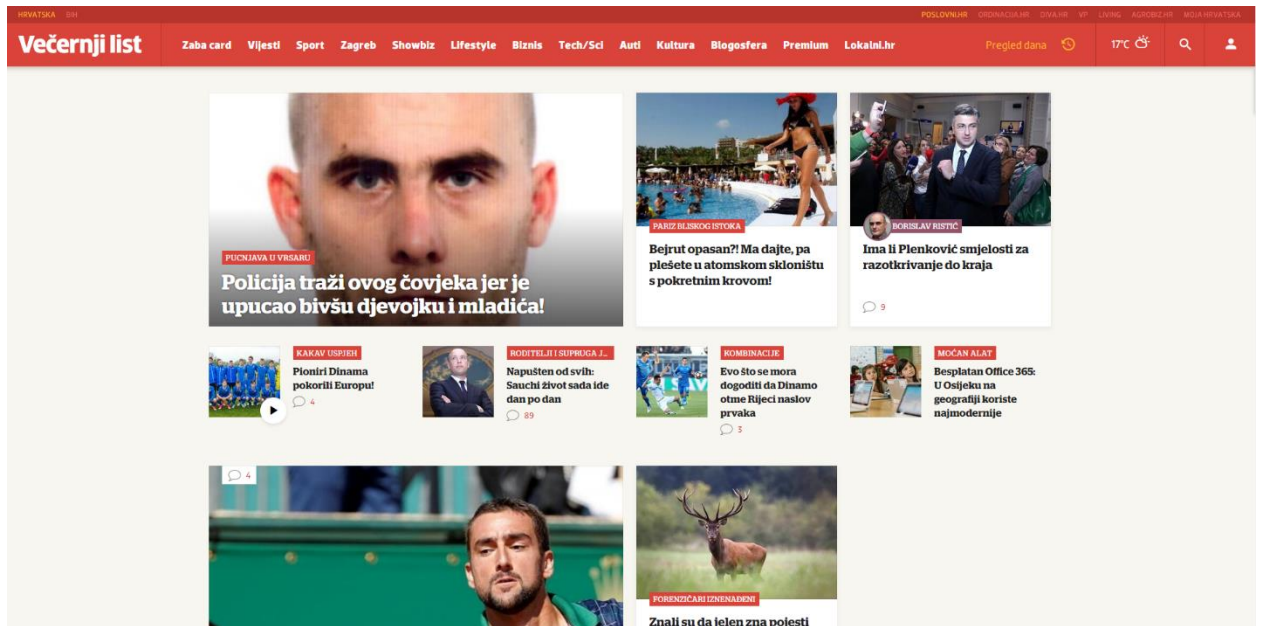 HRVATSKA BIH
POSLOVNI.HR ORDINACIJA.HR DIVA.HR VP LIVING AGROBIZ.HR MOJA HRVATSKA
Večernji list
Zaba card Vijesti Sport Zagreb Showbiz Lifestyle Biznis Tech/Sci Auti Kultura Blogosfera Premium Lokalni.hr
Pregled dana
17°C
PUCNJAVA U VRSARU
Policija traži ovog čovjeka jer je
upucao bivšu djevojku i mladića!
PARIZ BLISKOG ISTOKA
Bejrut opasan?! Ma dajte, pa
plešete u atomskom skloništu
s pokretnim krovom!
BORISLAV RISTIĆ
Ima li Plenković smjelosti za
razotkrivanje do kraja
9
KAKAV USPJEH
Pioniri Dinama
pokorili Europu!
4
RODITELJI I SUPRUGA J...
Napušten od svih:
Sauchi život sada ide
dan po dan
89
KOMBINACIJE
Evo što se mora
dogoditi da Dinamo
otme Rijeci naslov
prvaka
3
MOĆAN ALAT
Besplatan Office 365:
U Osijeku na
geografiji koriste
najmodernije
4
FORENZIČARI IZNENAĐENI
Znali su da jelen zna pojesti